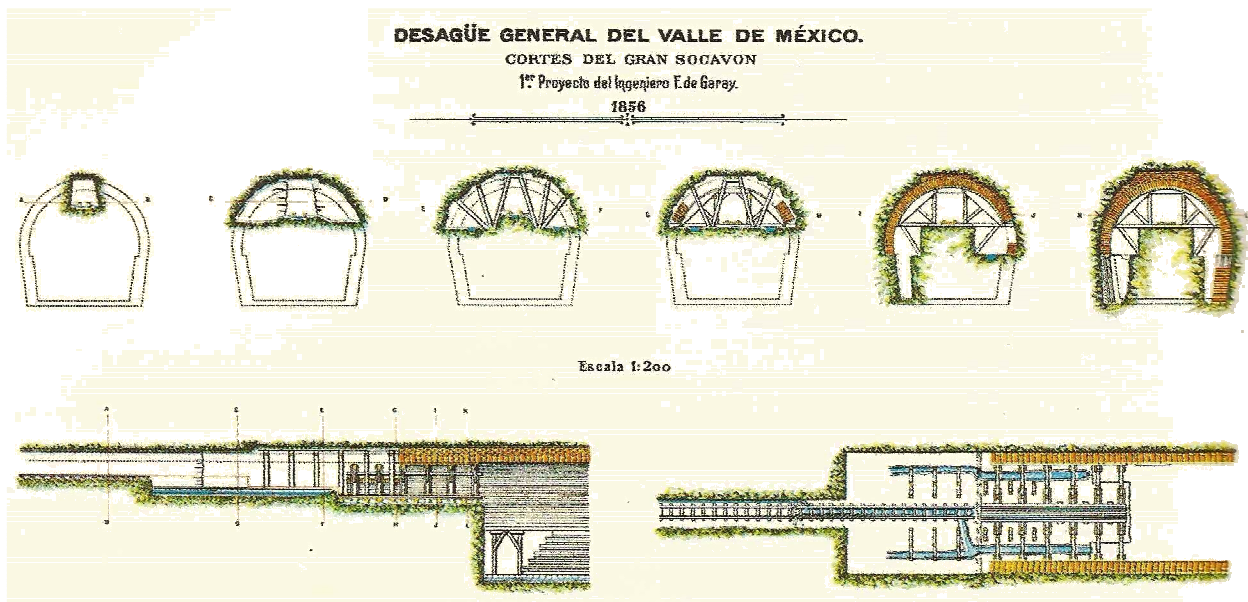 DESAGÜE GENERAL DEL VALLE DE MÉXICO.
CORTES DEL GRAN SOCAVON
1er Proyecto del Ingeniero F. de Garay.
1856
A B C D E F G H I J K
Escala 1:200
A C E G I K
B D F H J